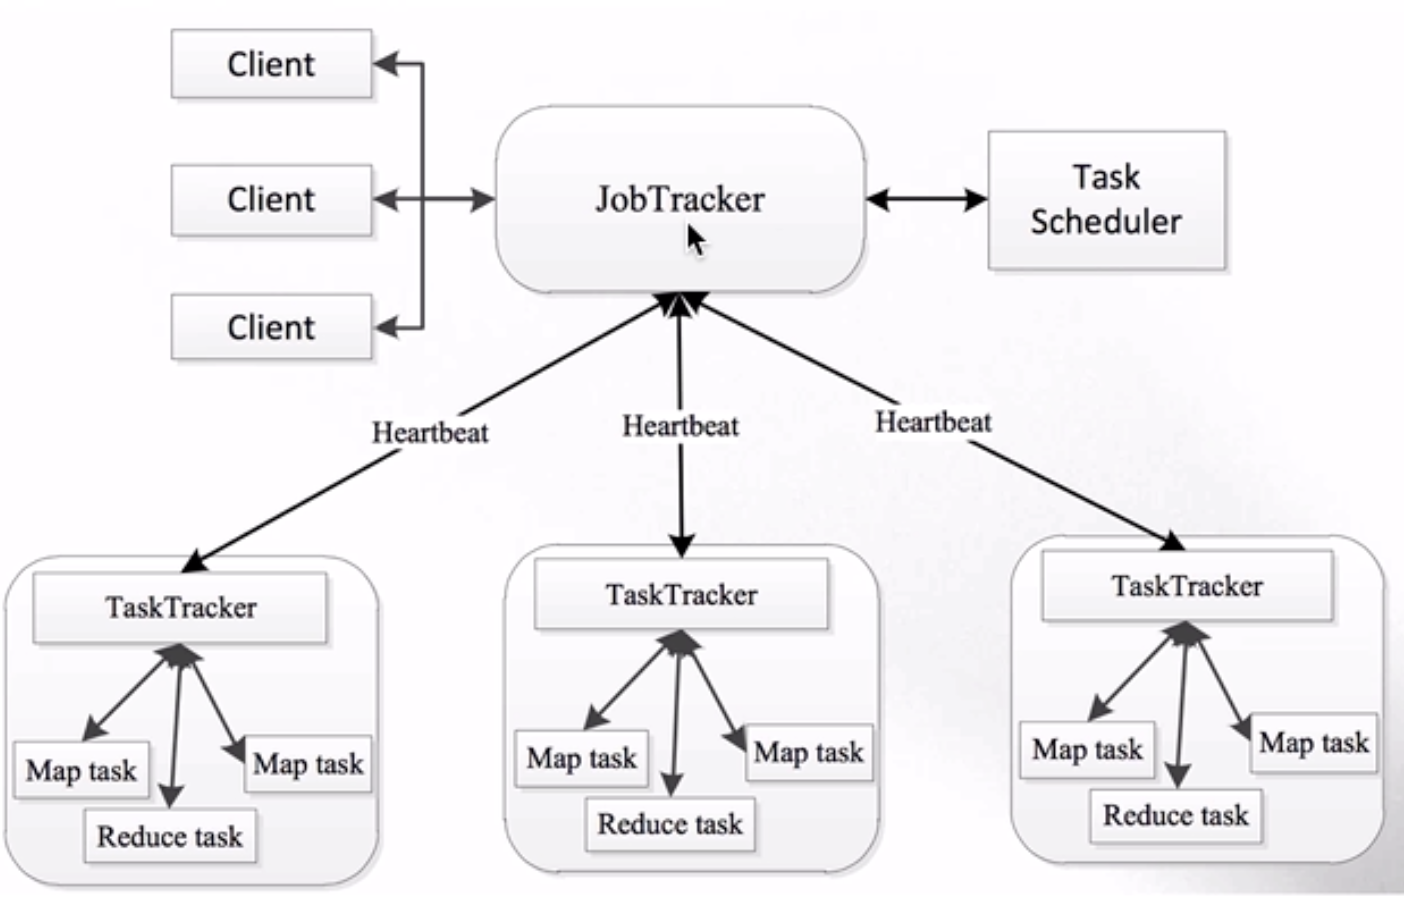 Client
Client
JobTracker
Task
Scheduler
Client
Heartbeat
Heartbeat
Heartbeat
TaskTracker
Map task
Map task
Reduce task
TaskTracker
Map task
Map task
Reduce task
TaskTracker
Map task
Map task
Reduce task